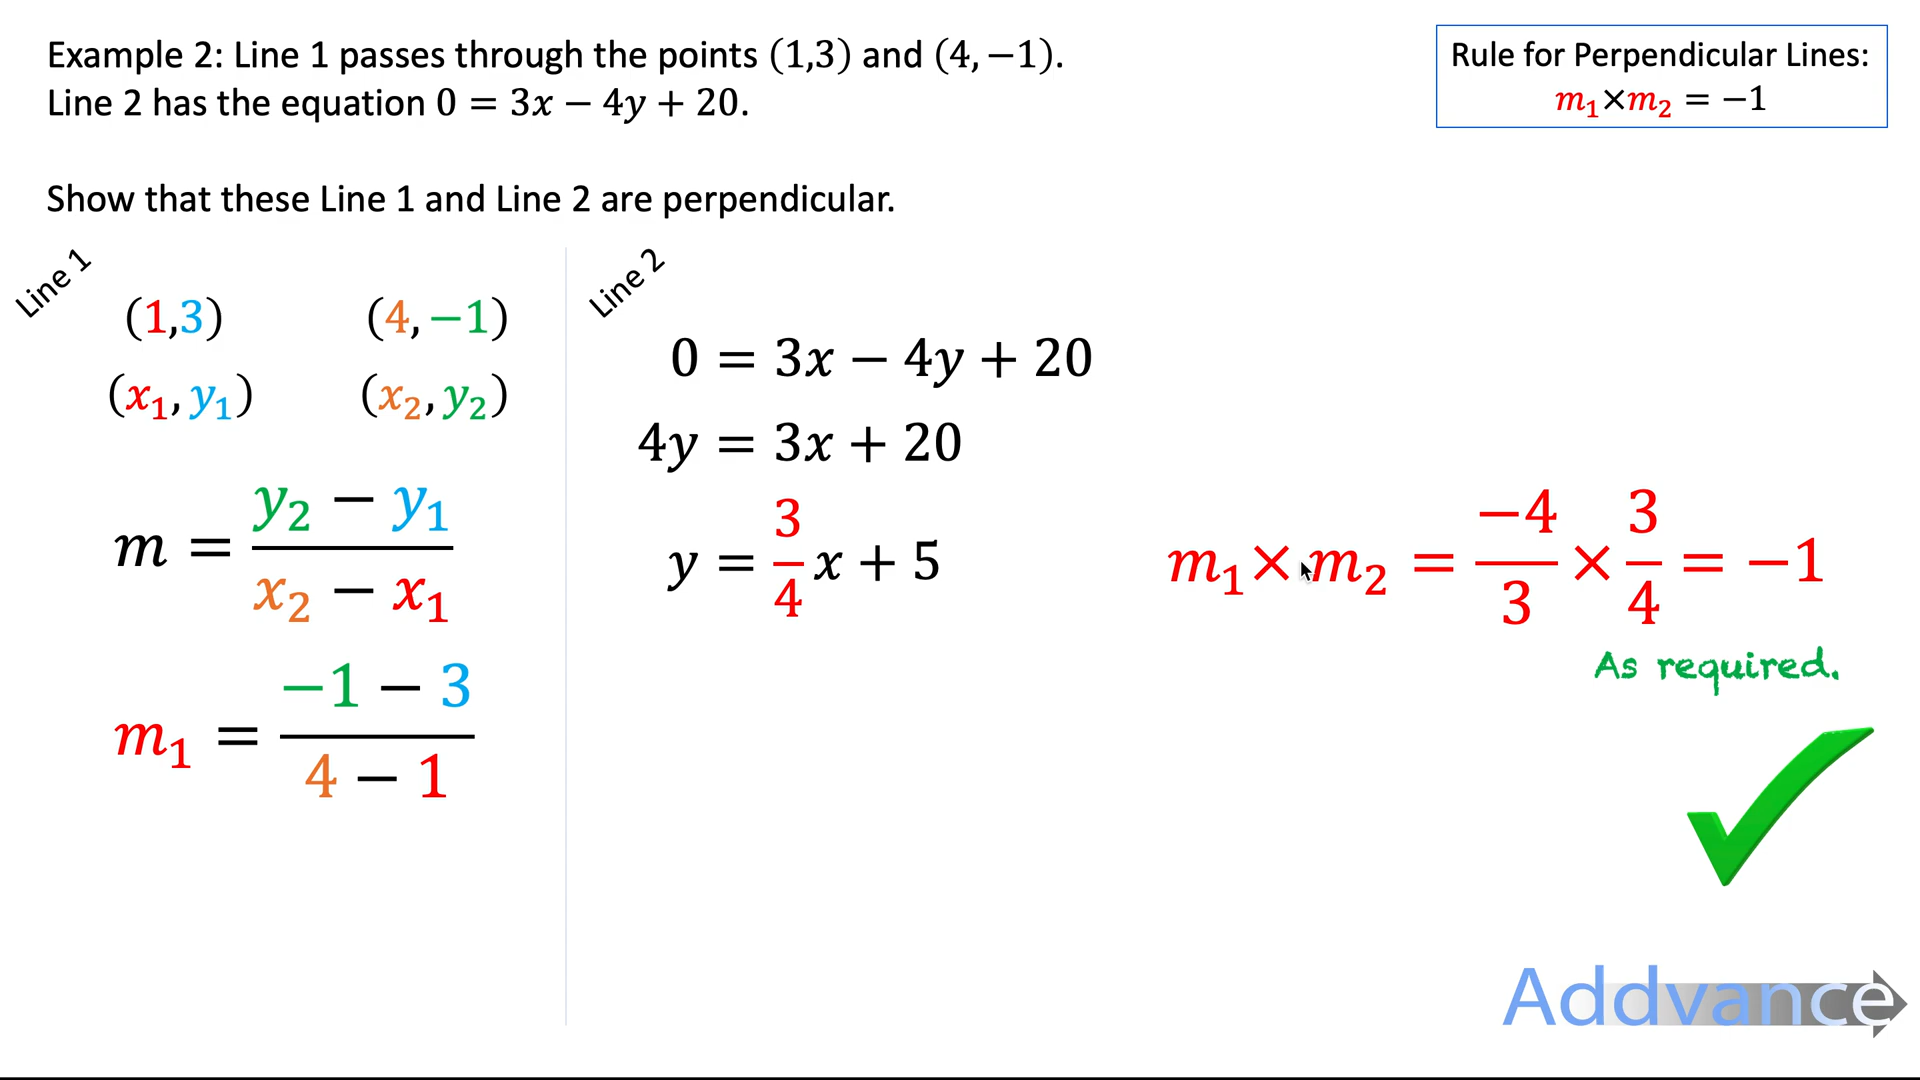 Example 2: Line 1 passes through the points (1,3) and (4, −1).
Line 2 has the equation 0 = 3x − 4y + 20.
Rule for Perpendicular Lines:
m₁×m₂ = −1
Show that these Line 1 and Line 2 are perpendicular.
Line 1
(1,3) (4, −1)
(x₁, y₁) (x₂, y₂)
m = (y₂ − y₁)/(x₂ − x₁)
m₁ = (−1 − 3)/(4 − 1)
Line 2
0 = 3x − 4y + 20
4y = 3x + 20
y = 3/4 x + 5
m₁×m₂ = −4/3 × 3/4 = −1
As required.
Addvance